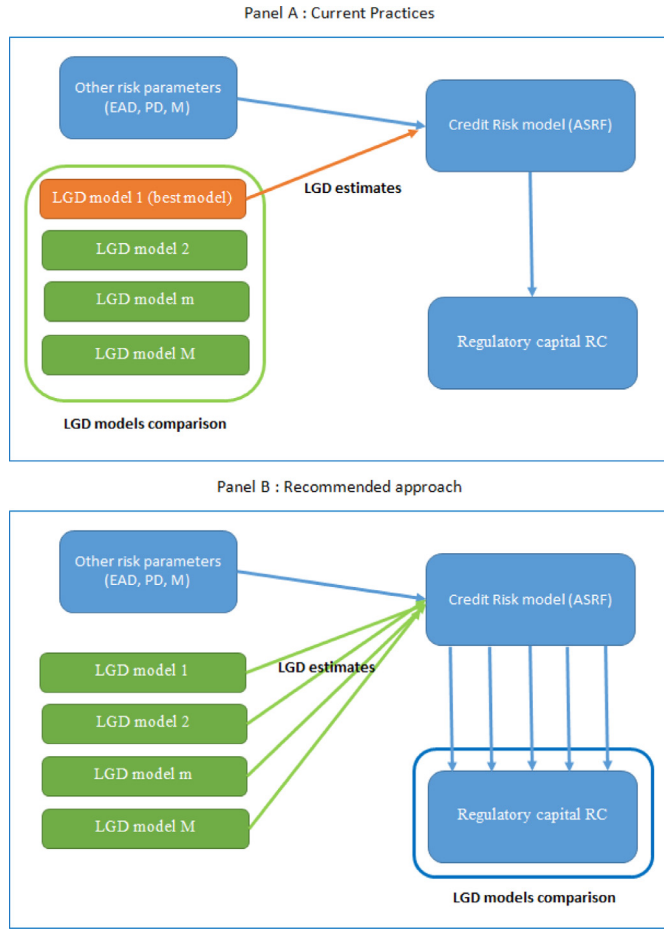 Panel A : Current Practices
Other risk parameters
(EAD, PD, M)
Credit Risk model (ASRF)
LGD model 1 (best model)
LGD estimates
LGD model 2
LGD model m
LGD model M
Regulatory capital RC
LGD models comparison
Panel B : Recommended approach
Other risk parameters
(EAD, PD, M)
Credit Risk model (ASRF)
LGD model 1
LGD estimates
LGD model 2
LGD model m
LGD model M
Regulatory capital RC
LGD models comparison